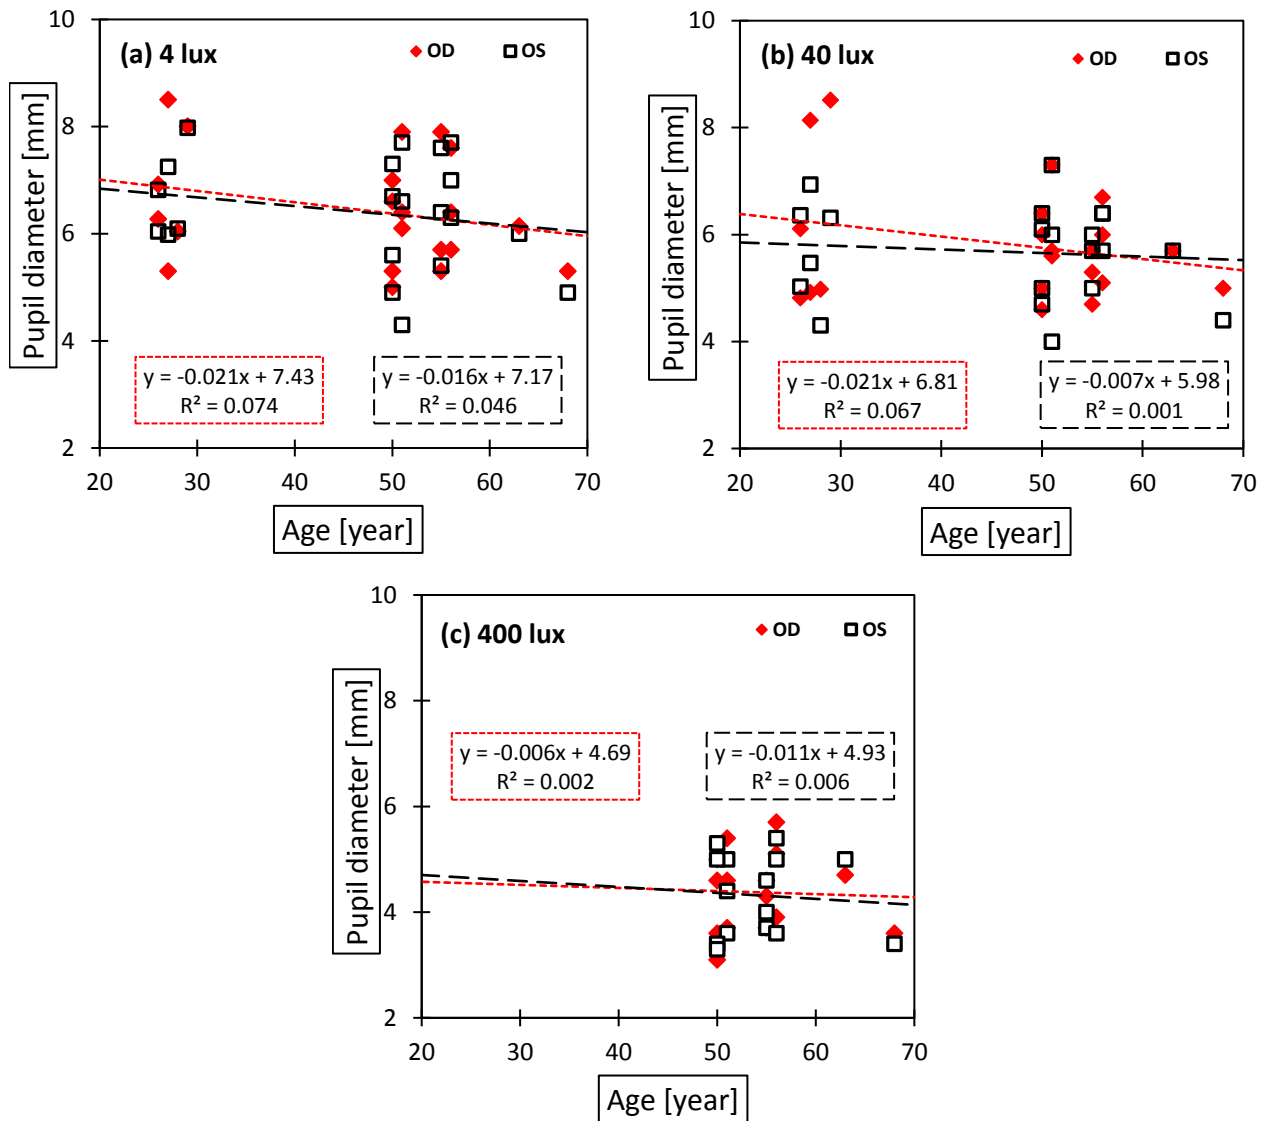 (a) 4 lux
OD
OS
10
8
6
4
2
Pupil diameter [mm]
y = -0.021x + 7.43
R² = 0.074
y = -0.016x + 7.17
R² = 0.046
20 30 40 50 60 70
Age [year]
(b) 40 lux
OD
OS
10
8
6
4
2
Pupil diameter [mm]
y = -0.021x + 6.81
R² = 0.067
y = -0.007x + 5.98
R² = 0.001
20 30 40 50 60 70
Age [year]
(c) 400 lux
OD
OS
10
8
6
4
2
Pupil diameter [mm]
y = -0.006x + 4.69
R² = 0.002
y = -0.011x + 4.93
R² = 0.006
20 30 40 50 60 70
Age [year]